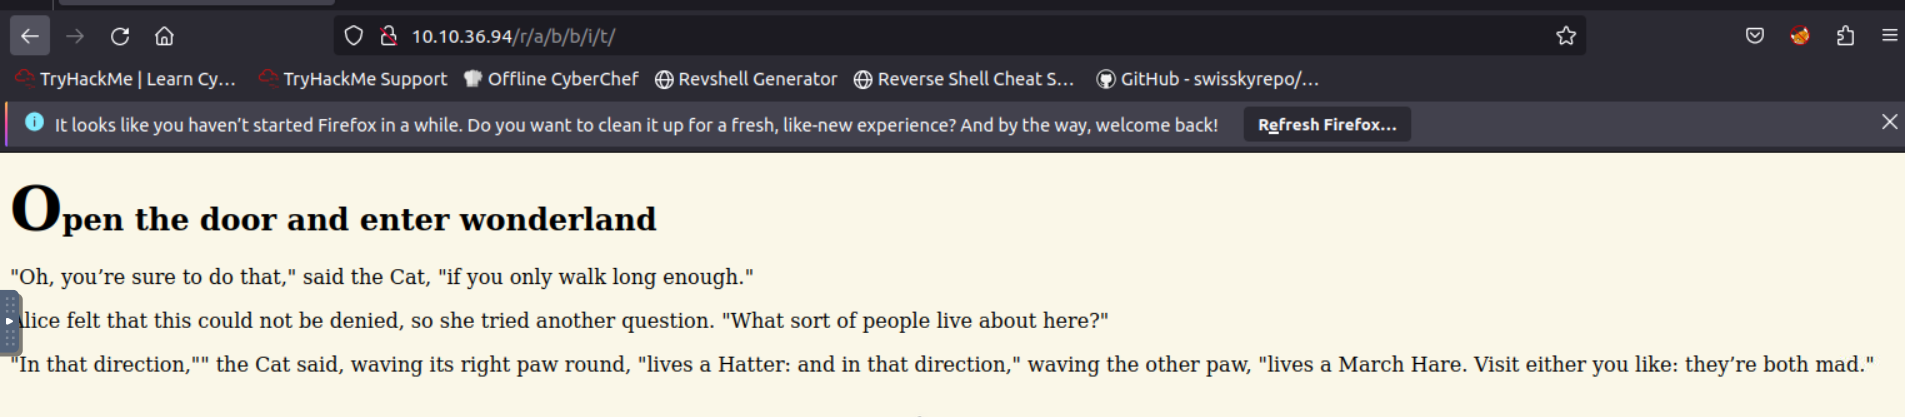 10.10.36.94/r/a/b/b/i/t/
TryHackMe | Learn Cy... TryHackMe Support Offline CyberChef Revshell Generator Reverse Shell Cheat S... GitHub - swisskyrepo/...
It looks like you haven’t started Firefox in a while. Do you want to clean it up for a fresh, like-new experience? And by the way, welcome back! Refresh Firefox...
Open the door and enter wonderland
"Oh, you’re sure to do that," said the Cat, "if you only walk long enough."
Alice felt that this could not be denied, so she tried another question. "What sort of people live about here?"
"In that direction,"" the Cat said, waving its right paw round, "lives a Hatter: and in that direction," waving the other paw, "lives a March Hare. Visit either you like: they’re both mad."